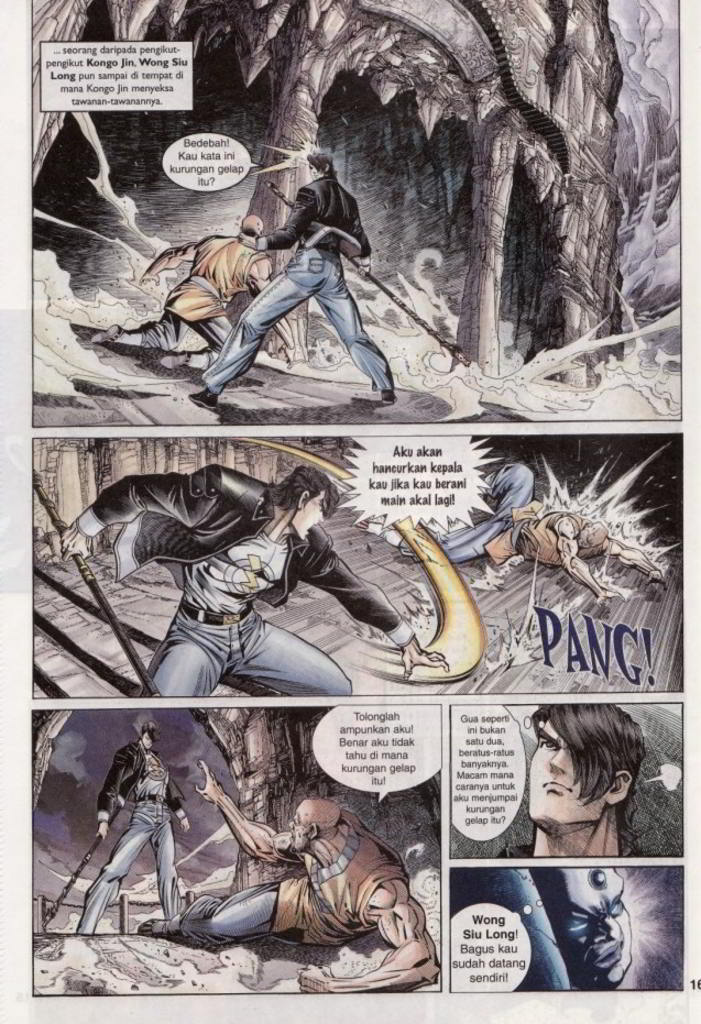 ... seorang daripada pengikut-
pengikut Kongo Jin, Wong Siu
Long pun sampai di tempat di
mana Kongo Jin menyeksa
tawanan-tawanannya.
Bedebah!
Kau kata ini
kurungan gelap
itu?
Aku akan
hancurkan kepala
kau jika kau berani
main akal lagi!
PANG!
Tolonglah
ampunkan aku!
Benar aku tidak
tahu di mana
kurungan gelap
itu!
Gua seperti
ini bukan
satu dua,
beratus-ratus
banyaknya.
Macam mana
caranya untuk
aku menjumpai
kurungan
gelap itu?
Wong
Siu Long!
Bagus kau
sudah datang
sendiri!